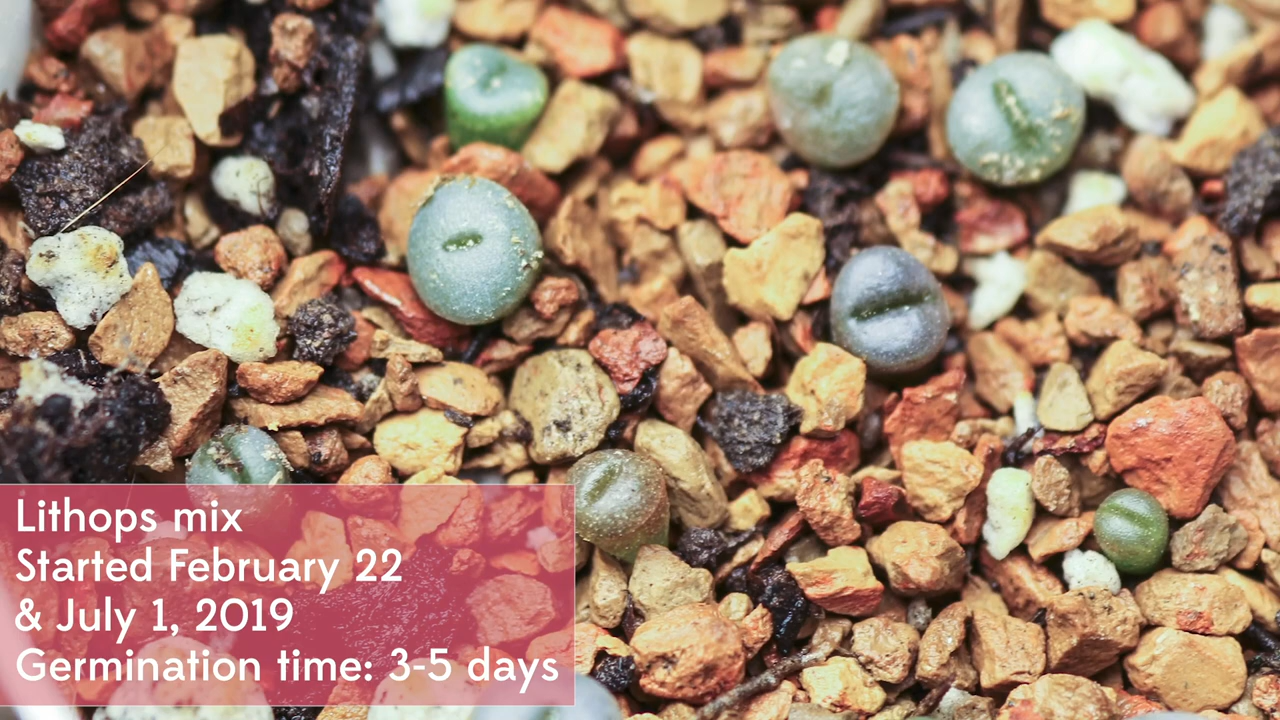 Lithops mix
Started February 22
& July 1, 2019
Germination time: 3-5 days